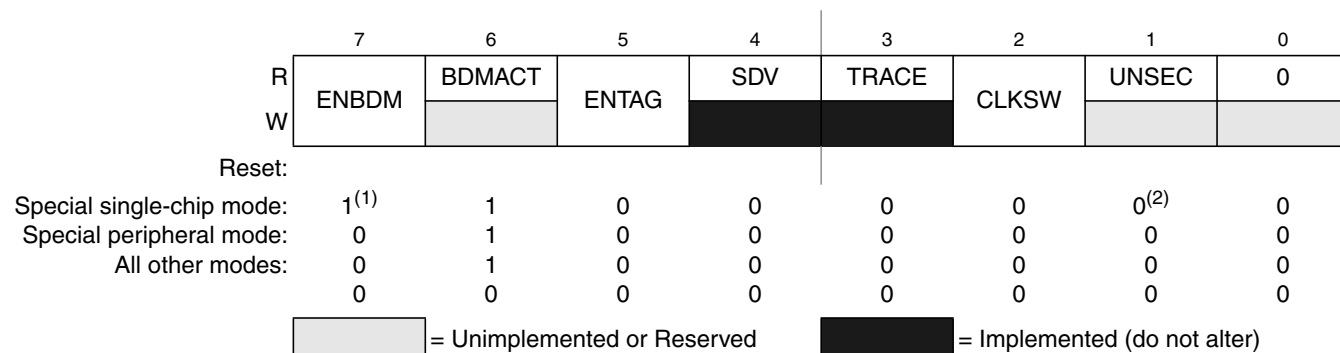 7 6 5 4 3 2 1 0
R ENBDM BDMACT ENTAG SDV TRACE CLKSW UNSEC 0
W
Reset:
Special single-chip mode: 1(1) 1 0 0 0 0 0(2) 0
Special peripheral mode: 0 1 0 0 0 0 0 0
All other modes: 0 1 0 0 0 0 0 0
0 0 0 0 0 0 0 0
= Unimplemented or Reserved = Implemented (do not alter)